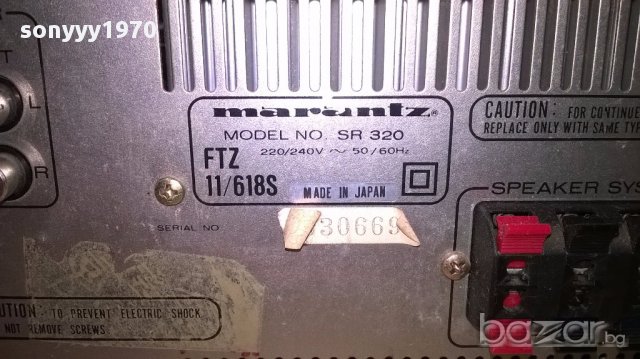 sonyyy1970
T
L
R
marantz®
MODEL NO. SR 320
220/240V ~ 50/60Hz
FTZ
11/618S
MADE IN JAPAN
SERIAL NO
30669
CAUTION: FOR CONTINUE
REPLACE ONLY WITH SAME TYP
SPEAKER SYS
UTION: TO PREVENT ELECTRIC SHOCK
NOT REMOVE SCREWS.
bazar.bg